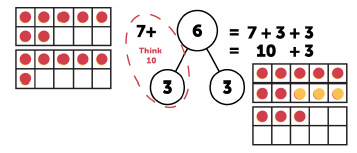 7+ 6 = 7 + 3 + 3
Think
10
= 10 + 3
3 3